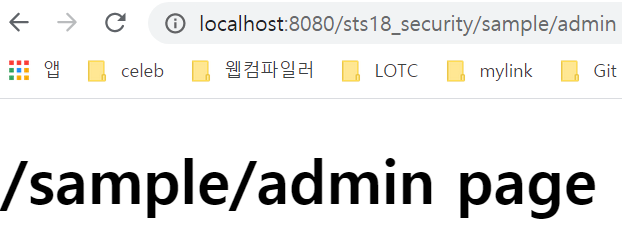 localhost:8080/sts18_security/sample/admin
앱 celeb 웹컴파일러 LOTC mylink Git
/sample/admin page